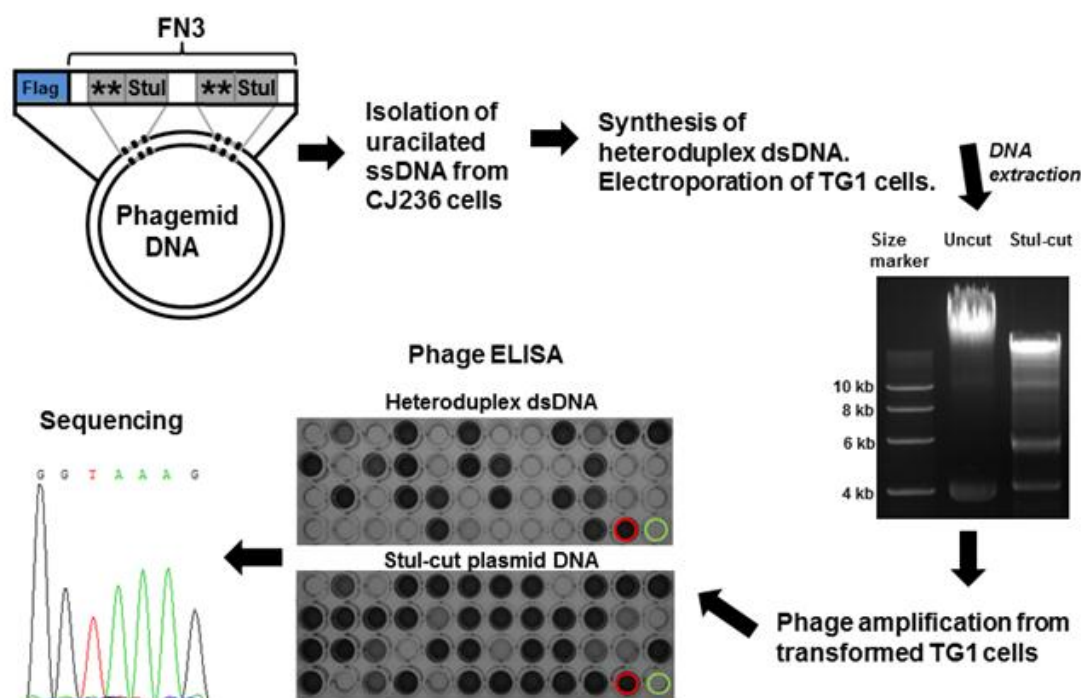 FN3
Flag
** StuI
** StuI
Phagemid
DNA
Isolation of
uracilated
ssDNA from
CJ236 cells
Synthesis of
heteroduplex dsDNA.
Electroporation of TG1 cells.
DNA
extraction
Size
marker
Uncut
StuI-cut
10 kb
8 kb
6 kb
4 kb
Phage amplification from
transformed TG1 cells
Phage ELISA
Heteroduplex dsDNA
StuI-cut plasmid DNA
Sequencing
G G T A A A G